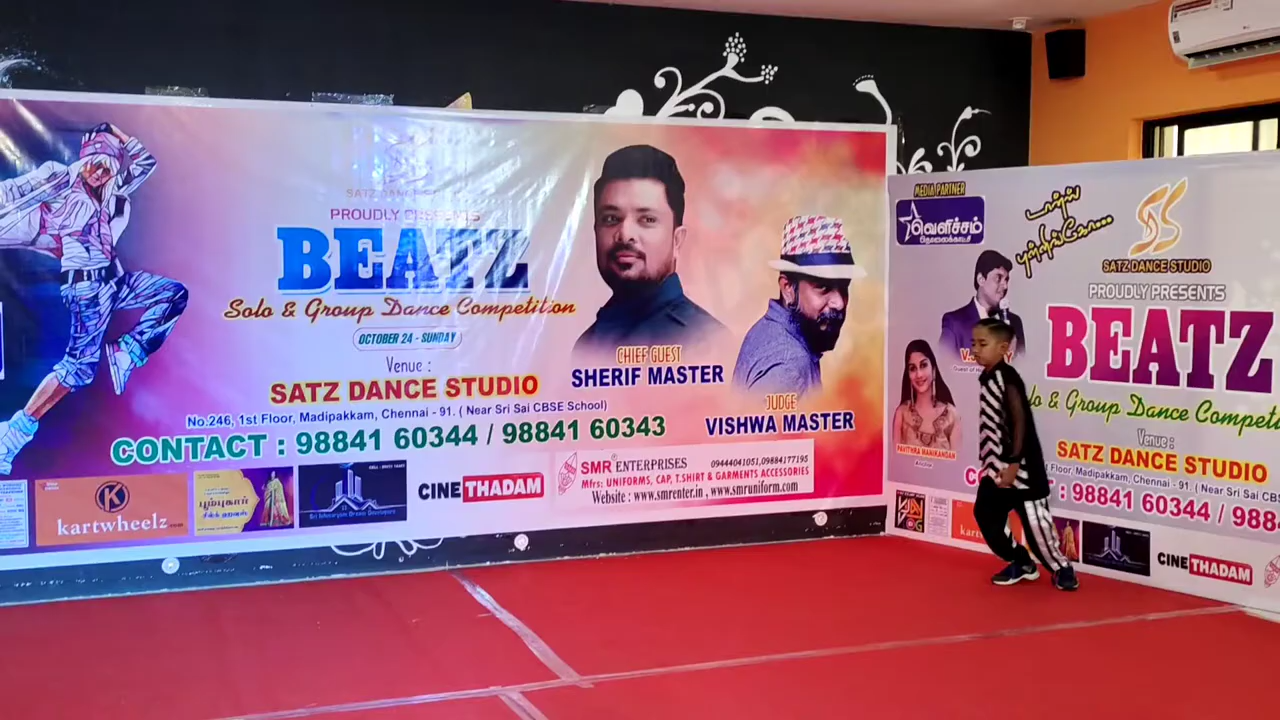 SATZ DANCE
PROUDLY PRESENTS
BEATZ
Solo & Group Dance Competition
OCTOBER 24 - SUNDAY
Venue :
SATZ DANCE STUDIO
No.246, 1st Floor, Madipakkam, Chennai - 91. ( Near Sri Sai CBSE School)
CONTACT : 98841 60344 / 98841 60343
CHIEF GUEST
SHERIF MASTER
JUDGE
VISHWA MASTER
K
kartwheelz.com
பூம்புகார்
CINE THADAM
SMR ENTERPRISES 09444041051,09884177195
Mfrs: UNIFORMS, CAP, T.SHIRT & GARMENTS ACCESSORIES
Website : www.smrenter.in , www.smruniform.com
MEDIA PARTNER
வெளிச்சம்
தொலைக்காட்சி
டான்ஸ்
SATZ DANCE STUDIO
PROUDLY PRESENTS
BEATZ
lo & Group Dance Compet
Venue :
SATZ DANCE STUDIO
t Floor, Madipakkam, Chennai - 91. ( Near Sri Sai CBS
: 98841 60344 / 988
PAVITHRA MANIKANDAN
Anchor
CINE THADAM